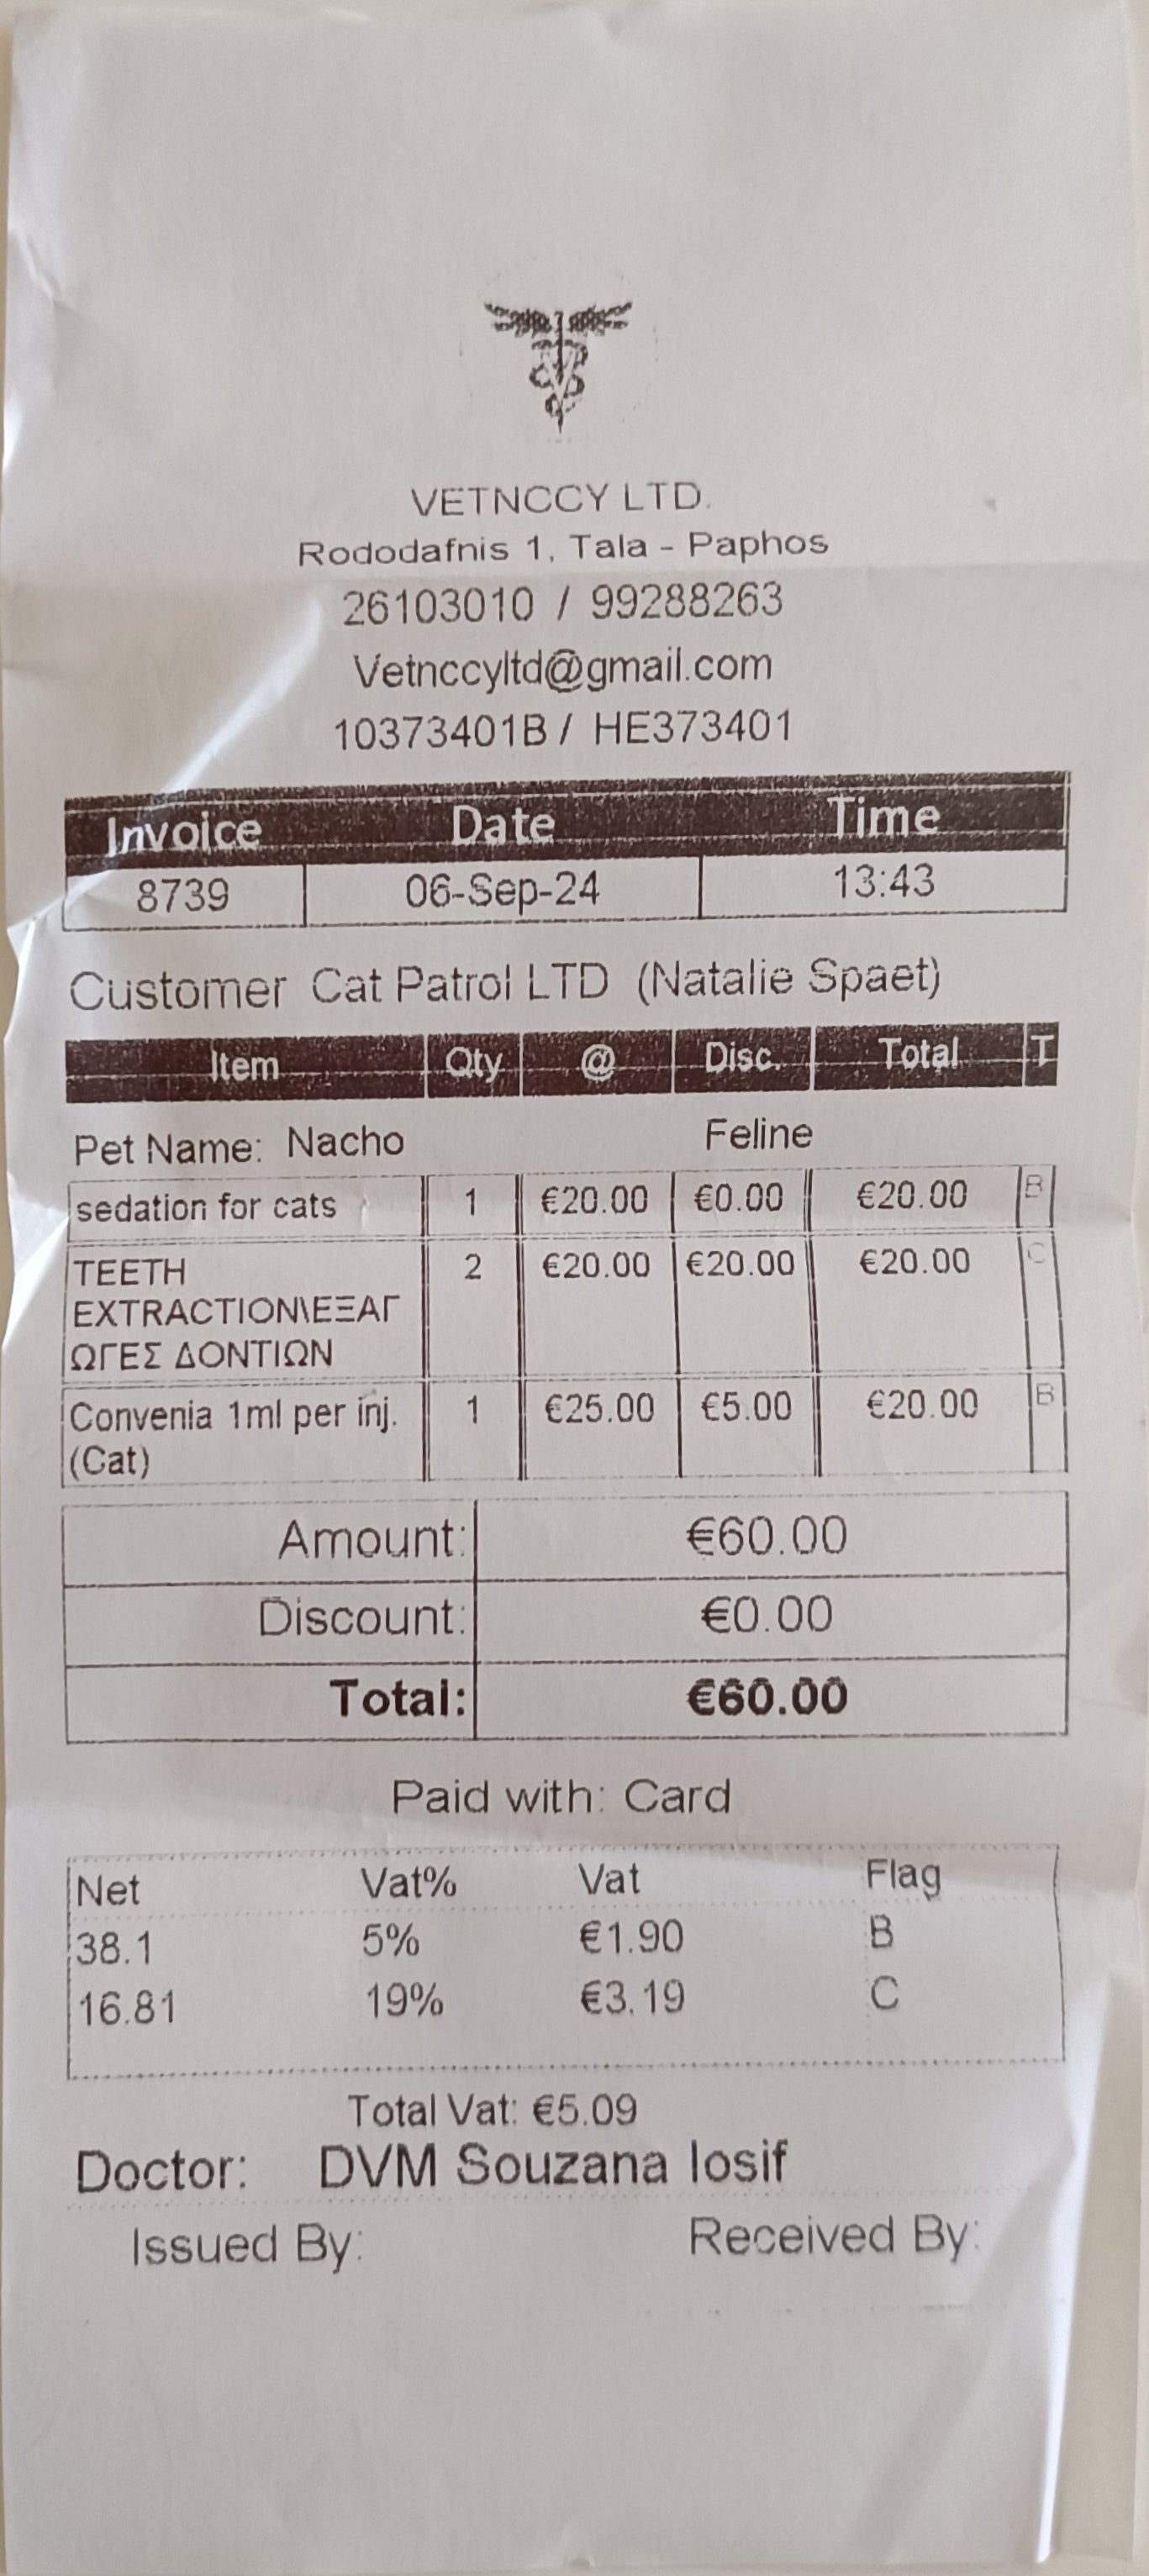 VETNCCY LTD.
Rododafnis 1, Tala - Paphos
26103010 / 99288263
Vetnccyltd@gmail.com
10373401B / HE373401
Invoice Date Time
8739 06-Sep-24 13:43
Customer Cat Patrol LTD (Natalie Spaet)
Item Qty @ Disc. Total T
Pet Name: Nacho Feline
sedation for cats 1 €20.00 €0.00 €20.00 B
TEETH 2 €20.00 €20.00 €20.00 C
EXTRACTION\ΕΞΑΓ
ΩΓΕΣ ΔΟΝΤΙΩΝ
Convenia 1ml per inj. 1 €25.00 €5.00 €20.00 B
(Cat)
Amount: €60.00
Discount: €0.00
Total: €60.00
Paid with: Card
Net Vat% Vat Flag
38.1 5% €1.90 B
16.81 19% €3.19 C
Total Vat: €5.09
Doctor: DVM Souzana Iosif
Issued By: Received By: